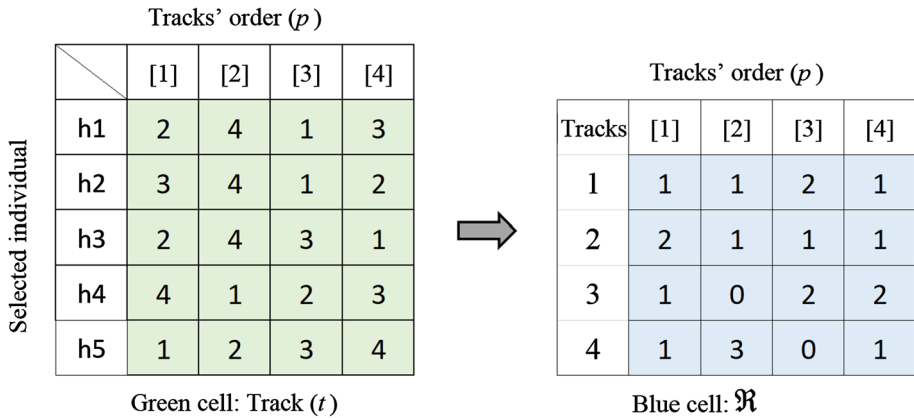 Tracks' order (p)
[1] [2] [3] [4]
h1 2 4 1 3
h2 3 4 1 2
h3 2 4 3 1
h4 4 1 2 3
h5 1 2 3 4
Selected individual
Green cell: Track (t)
Tracks' order (p)
Tracks [1] [2] [3] [4]
1 1 1 2 1
2 2 1 1 1
3 1 0 2 2
4 1 3 0 1
Blue cell: ℜ